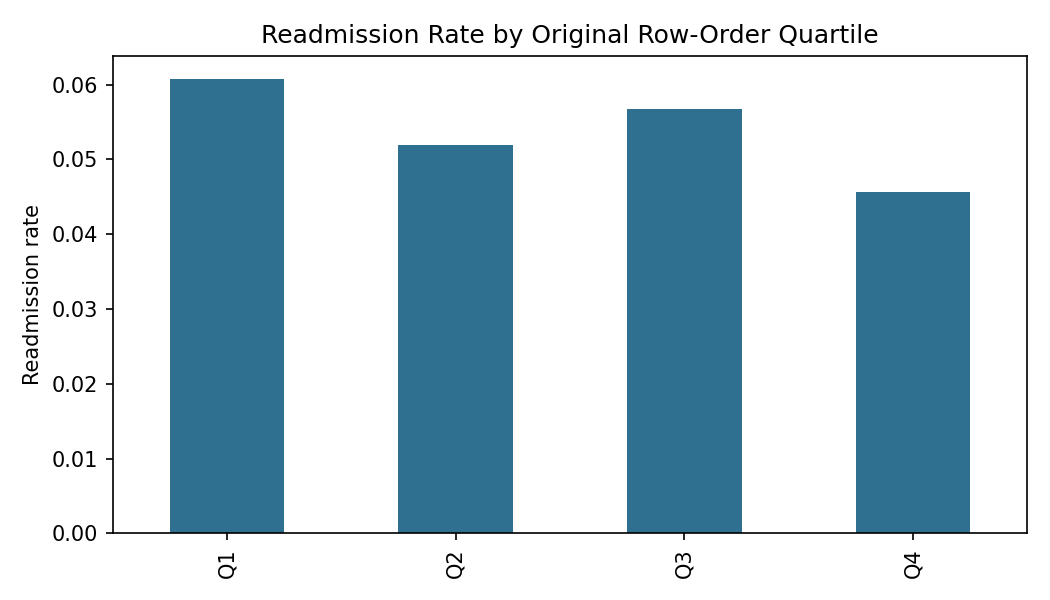 Readmission Rate by Original Row-Order Quartile
Readmission rate
0.06
0.05
0.04
0.03
0.02
0.01
0.00
Q1
Q2
Q3
Q4